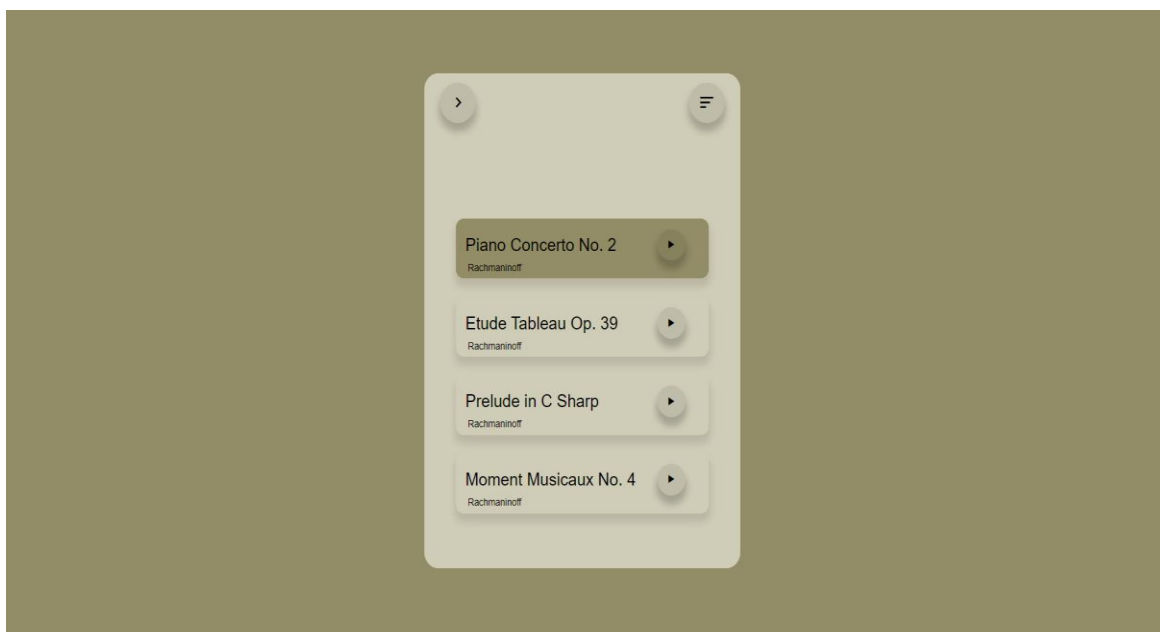 Piano Concerto No. 2
Rachmaninoff
Etude Tableau Op. 39
Rachmaninoff
Prelude in C Sharp
Rachmaninoff
Moment Musicaux No. 4
Rachmaninoff